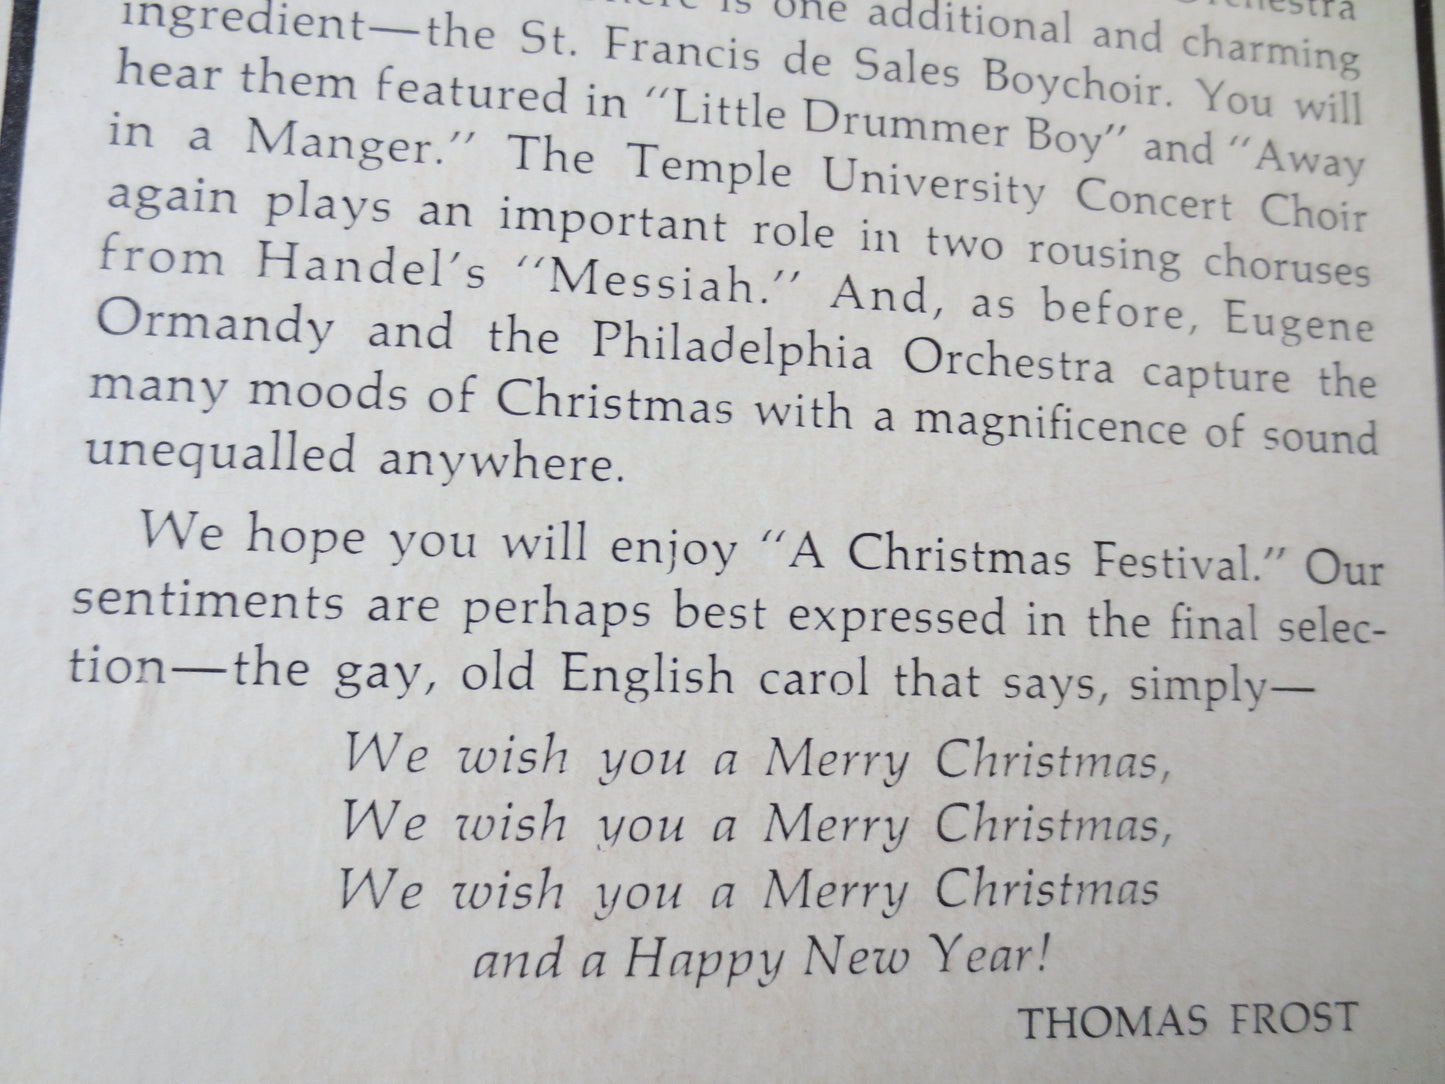 is one additional and charming
ingredient—the St. Francis de Sales Boychoir. You will
hear them featured in "Little Drummer Boy" and "Away
in a Manger." The Temple University Concert Choir
again plays an important role in two rousing choruses
from Handel's "Messiah." And, as before, Eugene
Ormandy and the Philadelphia Orchestra capture the
many moods of Christmas with a magnificence of sound
unequalled anywhere.
We hope you will enjoy "A Christmas Festival." Our
sentiments are perhaps best expressed in the final selec-
tion—the gay, old English carol that says, simply—
We wish you a Merry Christmas,
We wish you a Merry Christmas,
We wish you a Merry Christmas
and a Happy New Year!
THOMAS FROST